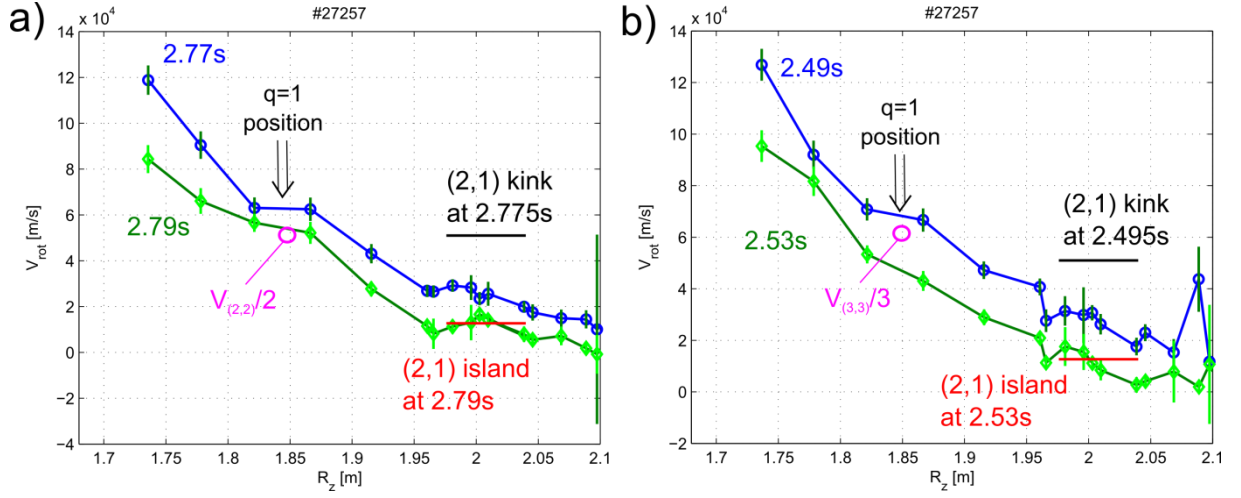 a)
#27257
x 10⁴
14
12
10
8
6
4
2
0
−2
−4
V_rot [m/s]
2.77s
q=1
position
(2,1) kink
at 2.775s
2.79s
V_(2,2)/2
(2,1) island
at 2.79s
1.7 1.75 1.8 1.85 1.9 1.95 2 2.05 2.1
R_z [m]
b)
#27257
x 10⁴
14
12
10
8
6
4
2
0
−2
V_rot [m/s]
2.49s
q=1
position
(2,1) kink
at 2.495s
2.53s
V_(3,3)/3
(2,1) island
at 2.53s
1.7 1.75 1.8 1.85 1.9 1.95 2 2.05 2.1
R_z [m]